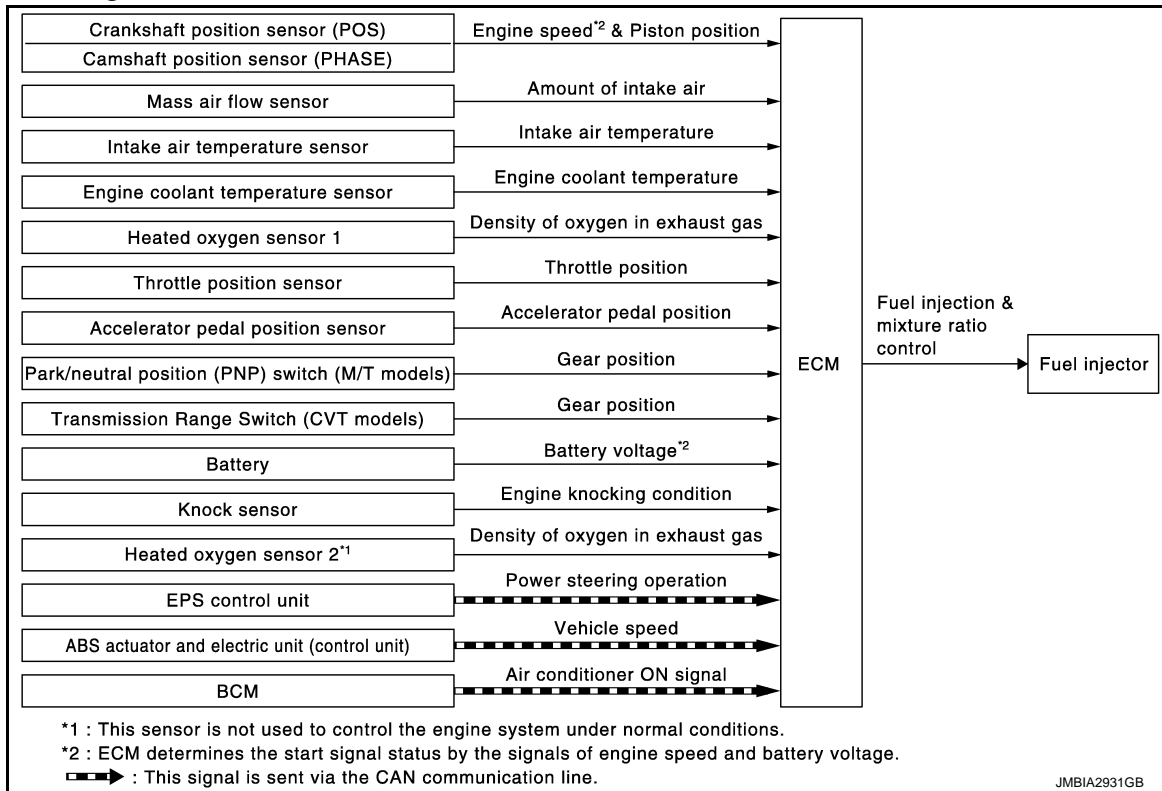 Crankshaft position sensor (POS)
Engine speed*2 & Piston position
Camshaft position sensor (PHASE)
Mass air flow sensor
Amount of intake air
Intake air temperature sensor
Intake air temperature
Engine coolant temperature sensor
Engine coolant temperature
Heated oxygen sensor 1
Density of oxygen in exhaust gas
Throttle position sensor
Throttle position
Accelerator pedal position sensor
Accelerator pedal position
Park/neutral position (PNP) switch (M/T models)
Gear position
Transmission Range Switch (CVT models)
Gear position
Battery
Battery voltage*2
Knock sensor
Engine knocking condition
Heated oxygen sensor 2*1
Density of oxygen in exhaust gas
EPS control unit
Power steering operation
ABS actuator and electric unit (control unit)
Vehicle speed
BCM
Air conditioner ON signal
ECM
Fuel injection &
mixture ratio
control
Fuel injector
*1 : This sensor is not used to control the engine system under normal conditions.
*2 : ECM determines the start signal status by the signals of engine speed and battery voltage.
: This signal is sent via the CAN communication line.
JMBIA2931GB